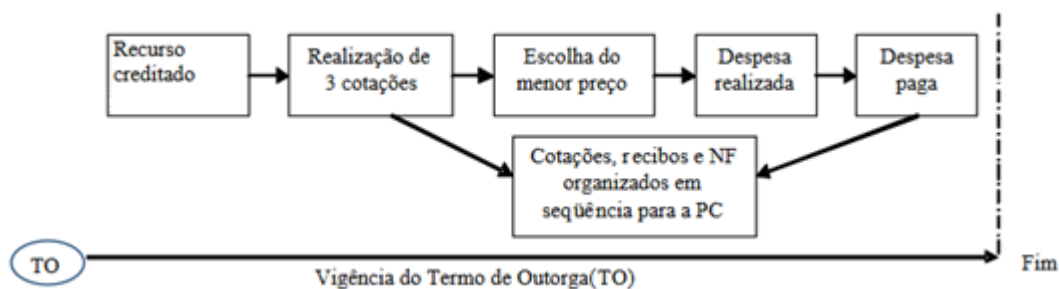 Recurso
creditado
Realização de
3 cotações
Escolha do
menor preço
Despesa
realizada
Despesa
paga
Cotações, recibos e NF
organizados em
seqüência para a PC
TO
Vigência do Termo de Outorga(TO)
Fim